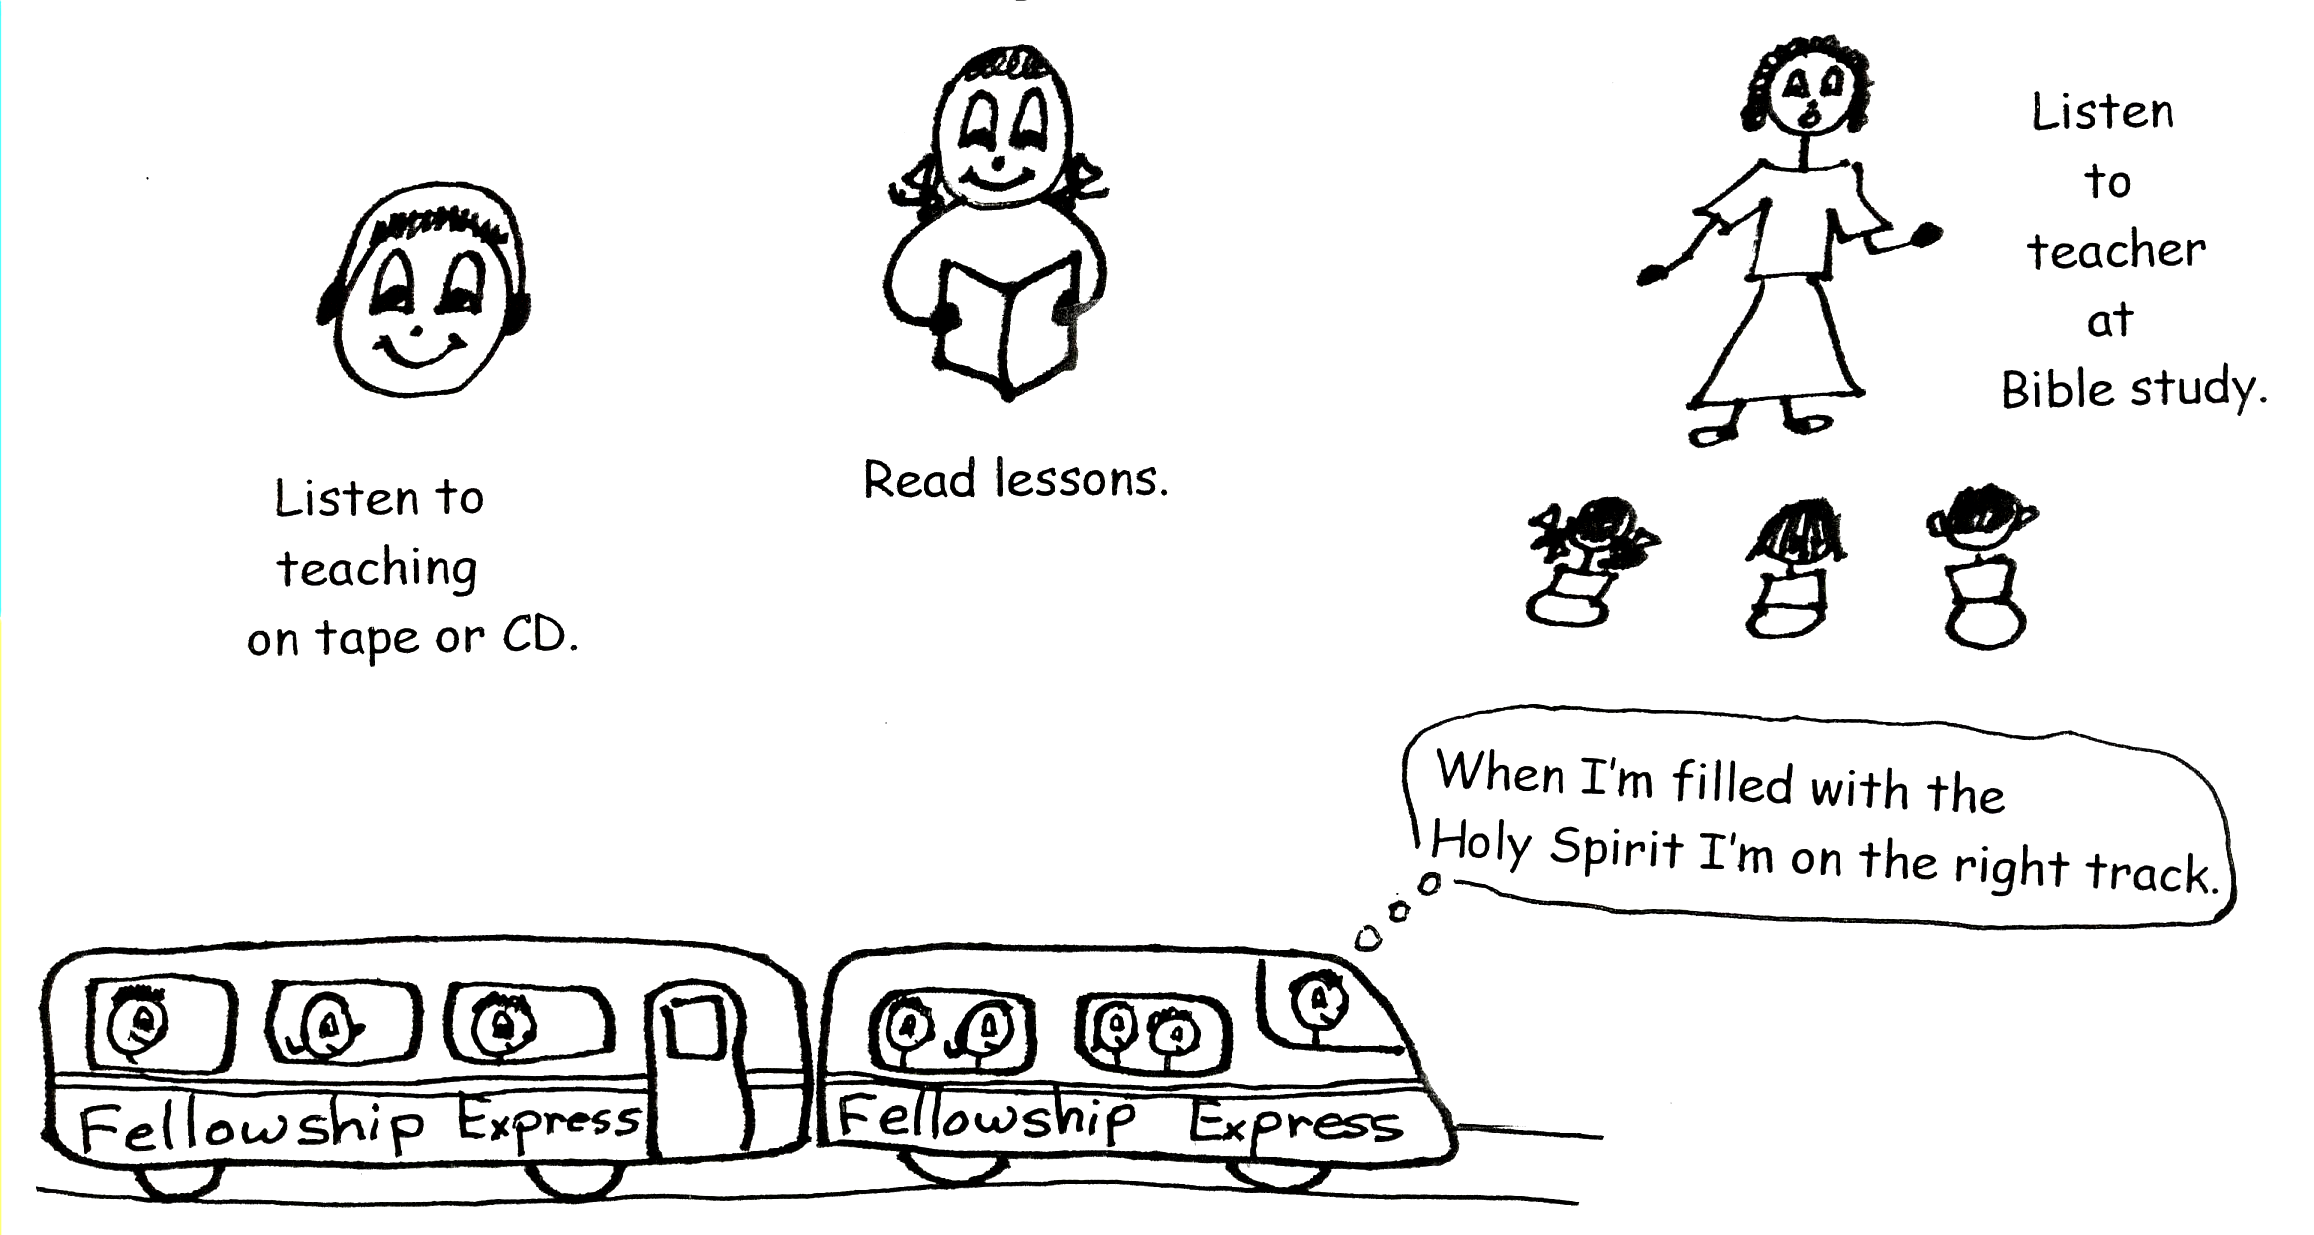 Listen to
teaching
on tape or CD.
Read lessons.
Listen
to
teacher
at
Bible study.
When I'm filled with the
Holy Spirit I'm on the right track.
Fellowship Express
Fellowship Express